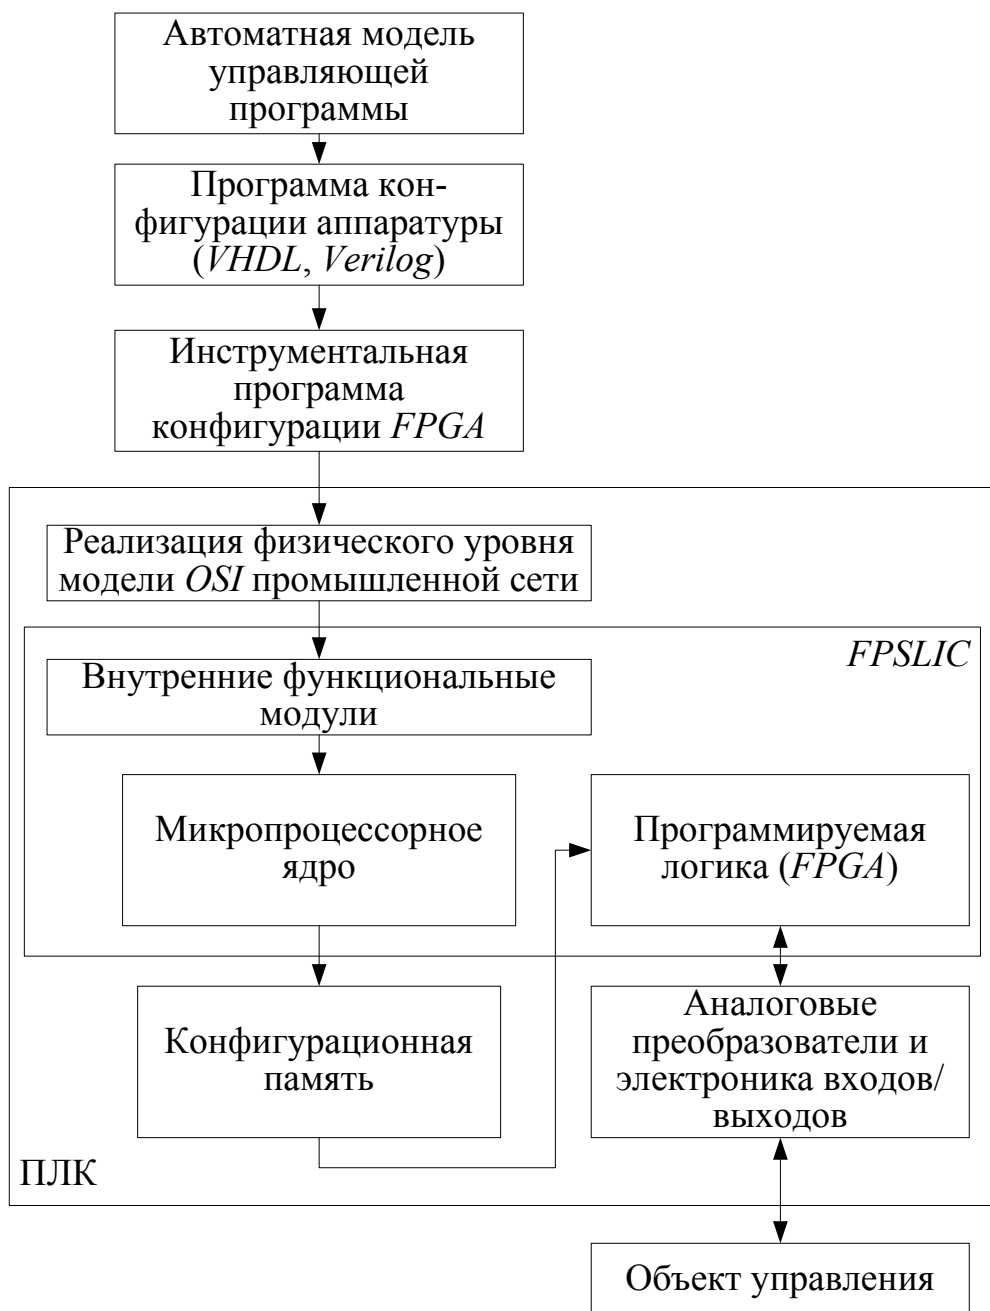 Автоматная модель
управляющей
программы
Программа кон-
фигурации аппаратуры
(VHDL, Verilog)
Инструментальная
программа
конфигурации FPGA
Реализация физического уровня
модели OSI промышленной сети
FPSLIC
Внутренние функциональные
модули
Микропроцессорное
ядро
Программируемая
логика (FPGA)
Конфигурационная
память
Аналоговые
преобразователи и
электроника входов/
выходов
ПЛК
Объект управления